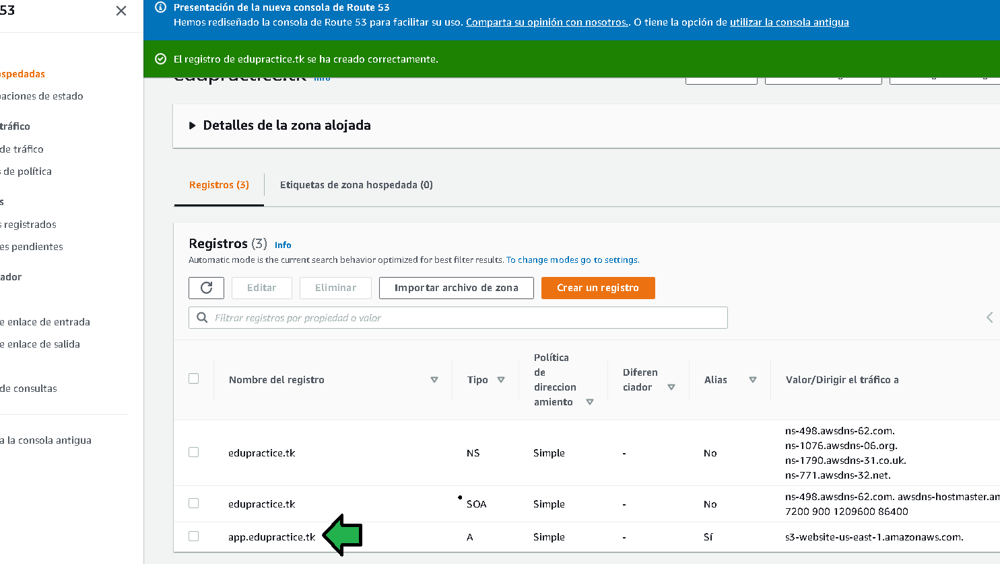 53
Presentación de la nueva consola de Route 53
Hemos rediseñado la consola de Route 53 para facilitar su uso. Comparta su opinión con nosotros.. O tiene la opción de utilizar la consola antigua
El registro de edupractice.tk se ha creado correctamente.
edupractice.tk Info
ospedadas
paciones de estado
tráfico
de tráfico
s de política
s
s registrados
es pendientes
ador
e enlace de entrada
e enlace de salida
de consultas
a la consola antigua
Detalles de la zona alojada
Registros (3)
Etiquetas de zona hospedada (0)
Registros (3) Info
Automatic mode is the current search behavior optimized for best filter results. To change modes go to settings.
Editar
Eliminar
Importar archivo de zona
Crear un registro
Filtrar registros por propiedad o valor
Nombre del registro
Tipo
Política
de
direccion
amiento
Diferen
ciador
Alias
Valor/Dirigir el tráfico a
edupractice.tk
NS
Simple
-
No
ns-498.awsdns-62.com.
ns-1076.awsdns-06.org.
ns-1790.awsdns-31.co.uk.
ns-771.awsdns-32.net.
edupractice.tk
SOA
Simple
-
No
ns-498.awsdns-62.com. awsdns-hostmaster.am
7200 900 1209600 86400
app.edupractice.tk
A
Simple
-
Sí
s3-website-us-east-1.amazonaws.com.